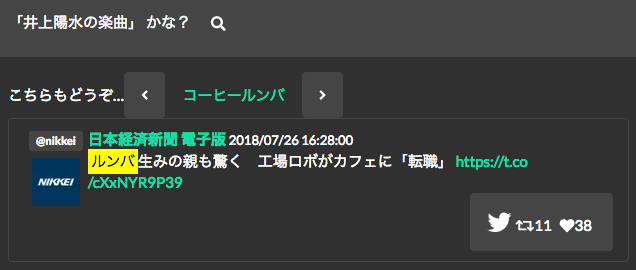 「井上陽水の楽曲」 かな？
こちらもどうぞ... コーヒールンバ
@nikkei 日本経済新聞 電子版 2018/07/26 16:28:00
NIKKEI ルンバ生みの親も驚く　工場ロボがカフェに「転職」 https://t.co
/cXxNYR9P39
11 38